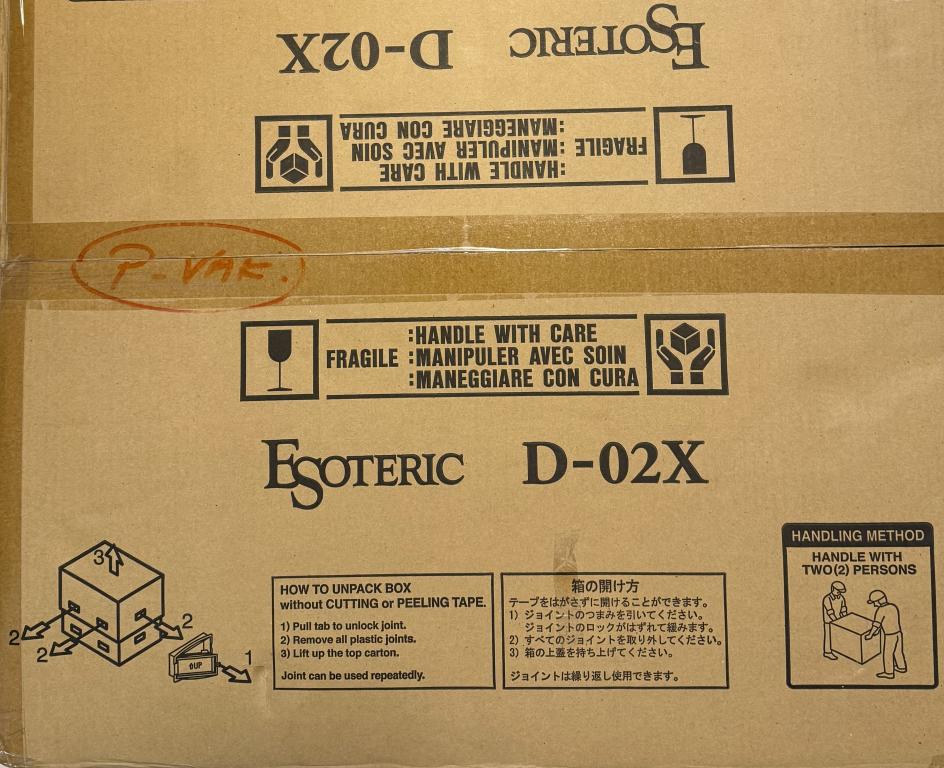 ESOTERIC D-02X
FRAGILE :HANDLE WITH CARE
:MANIPULER AVEC SOIN
:MANEGGIARE CON CURA
P-VAK.
FRAGILE :HANDLE WITH CARE
:MANIPULER AVEC SOIN
:MANEGGIARE CON CURA
ESOTERIC D-02X
3
2
2
2
1
UP
HOW TO UNPACK BOX
without CUTTING or PEELING TAPE.
1) Pull tab to unlock joint.
2) Remove all plastic joints.
3) Lift up the top carton.
Joint can be used repeatedly.
箱の開け方
テープをはがさずに開けることができます。
1) ジョイントのつまみを引いてください。
ジョイントのロックがはずれて緩みます。
2) すべてのジョイントを取り外してください。
3) 箱の上蓋を持ち上げてください。
ジョイントは繰り返し使用できます。
HANDLING METHOD
HANDLE WITH
TWO(2) PERSONS